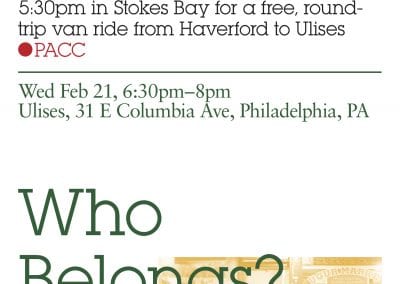 5:30pm in Stokes Bay for a free, round-
trip van ride from Haverford to Ulises
PACC
Wed Feb 21, 6:30pm–8pm
Ulises, 31 E Columbia Ave, Philadelphia, PA
Who
Belongs?